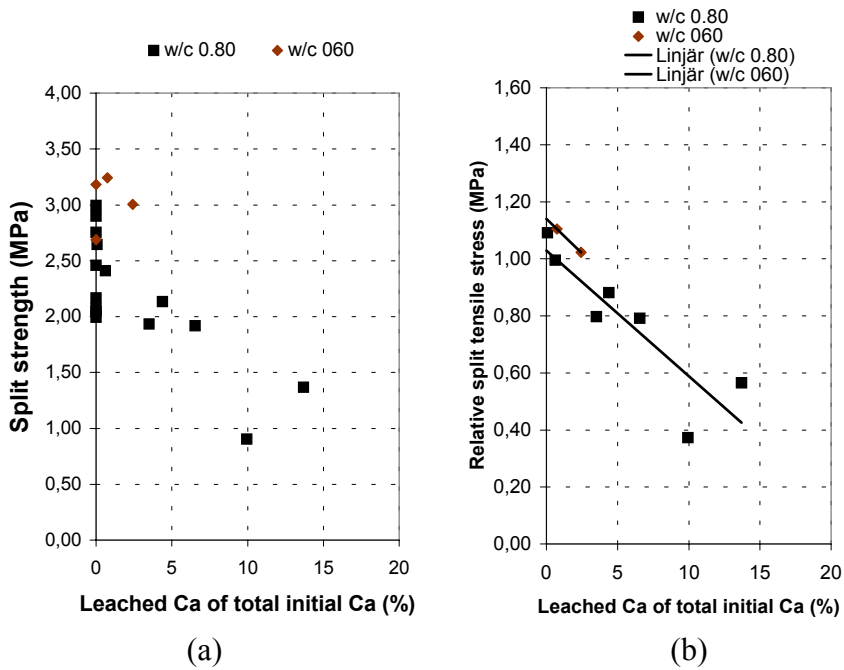 w/c 0.80 w/c 060
4,00
3,50
3,00
2,50
2,00
1,50
1,00
0,50
0,00
Split strength (MPa)
0 5 10 15 20
Leached Ca of total initial Ca (%)
(a)
w/c 0.80
w/c 060
Linjär (w/c 0.80)
Linjär (w/c 060)
1,60
1,40
1,20
1,00
0,80
0,60
0,40
0,20
0,00
Relative split tensile stress (MPa)
0 5 10 15 20
Leached Ca of total initial Ca (%)
(b)